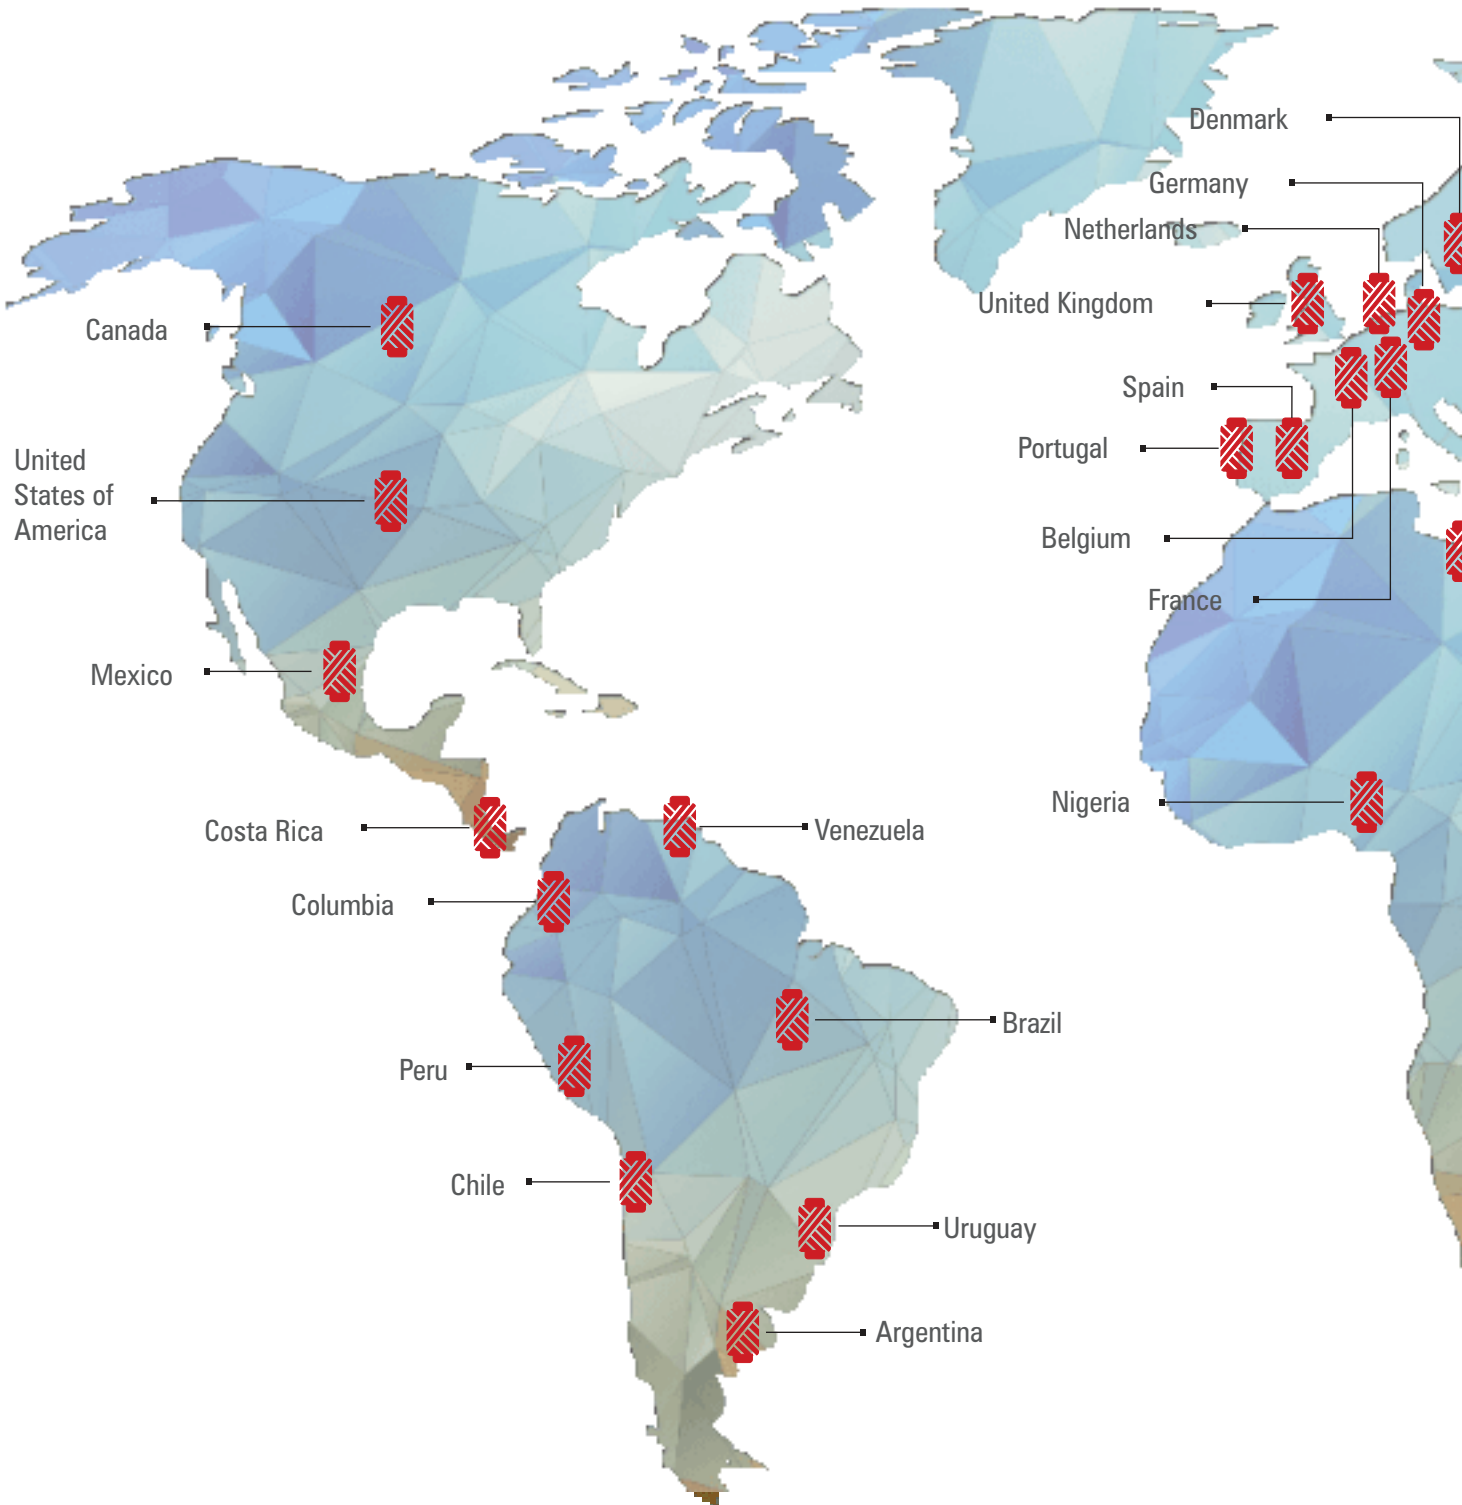 Denmark
Germany
Netherlands
United Kingdom
Canada
Spain
Portugal
United
States of
America
Belgium
France
Mexico
Nigeria
Costa Rica
Venezuela
Columbia
Brazil
Peru
Chile
Uruguay
Argentina